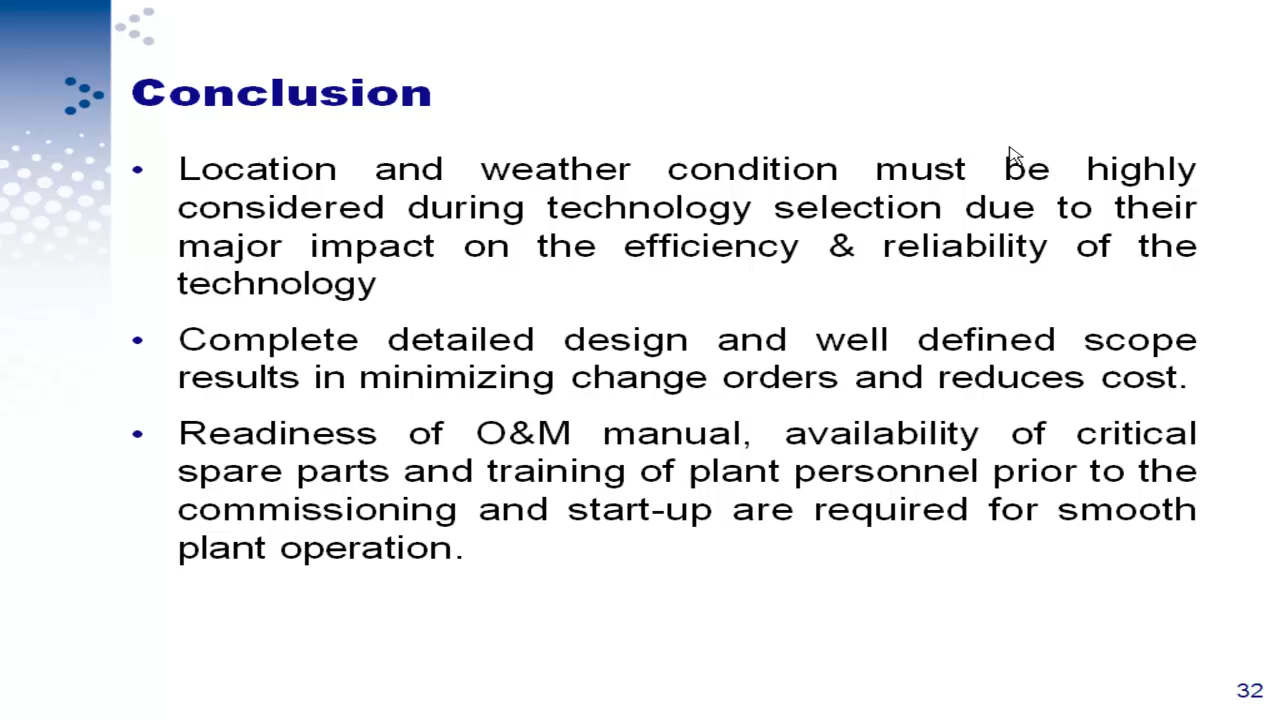 Conclusion
• Location and weather condition must be highly
considered during technology selection due to their
major impact on the efficiency & reliability of the
technology
• Complete detailed design and well defined scope
results in minimizing change orders and reduces cost.
• Readiness of O&M manual, availability of critical
spare parts and training of plant personnel prior to the
commissioning and start-up are required for smooth
plant operation.
32